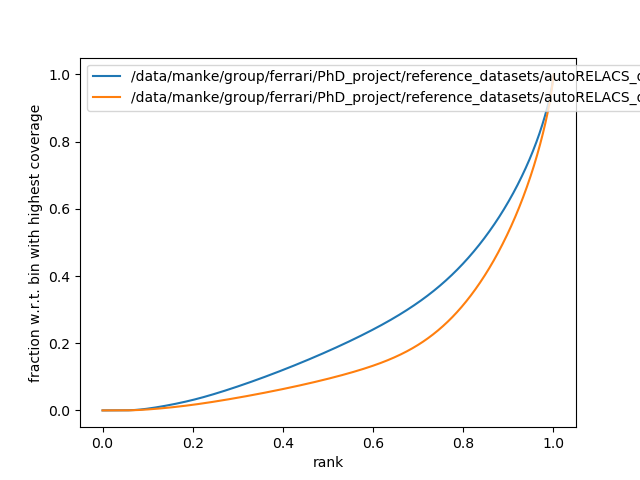 /data/manke/group/ferrari/PhD_project/reference_datasets/autoRELACS_c
/data/manke/group/ferrari/PhD_project/reference_datasets/autoRELACS_c
1.0
0.8
0.6
0.4
0.2
0.0
fraction w.r.t. bin with highest coverage
0.0 0.2 0.4 0.6 0.8 1.0
rank